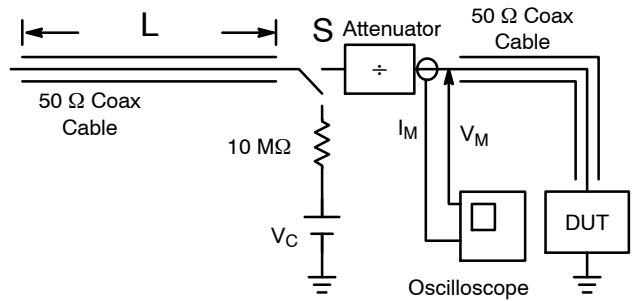 L
S
Attenuator
÷
50 Ω Coax
Cable
50 Ω Coax
Cable
10 MΩ
I_M
V_M
V_C
DUT
Oscilloscope